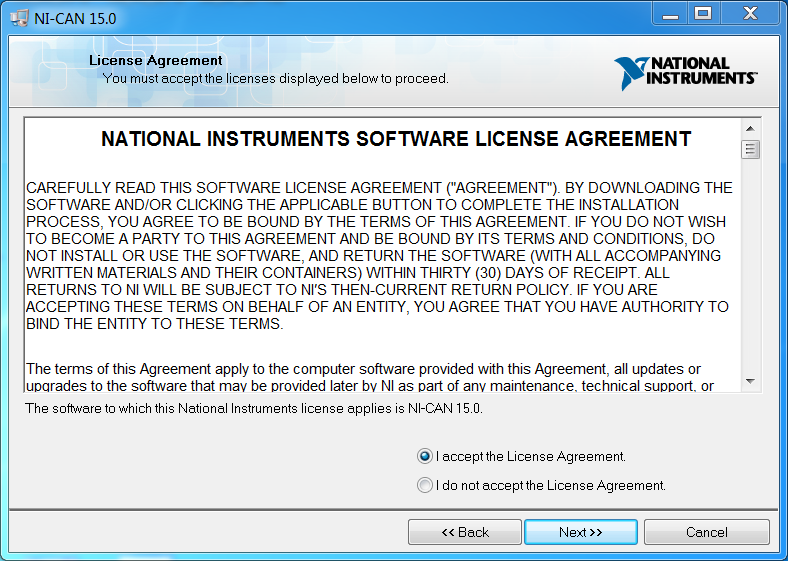 NI-CAN 15.0
License Agreement
You must accept the licenses displayed below to proceed.
NATIONAL
INSTRUMENTS
NATIONAL INSTRUMENTS SOFTWARE LICENSE AGREEMENT
CAREFULLY READ THIS SOFTWARE LICENSE AGREEMENT ("AGREEMENT"). BY DOWNLOADING THE
SOFTWARE AND/OR CLICKING THE APPLICABLE BUTTON TO COMPLETE THE INSTALLATION
PROCESS, YOU AGREE TO BE BOUND BY THE TERMS OF THIS AGREEMENT. IF YOU DO NOT WISH
TO BECOME A PARTY TO THIS AGREEMENT AND BE BOUND BY ITS TERMS AND CONDITIONS, DO
NOT INSTALL OR USE THE SOFTWARE, AND RETURN THE SOFTWARE (WITH ALL ACCOMPANYING
WRITTEN MATERIALS AND THEIR CONTAINERS) WITHIN THIRTY (30) DAYS OF RECEIPT. ALL
RETURNS TO NI WILL BE SUBJECT TO NI'S THEN-CURRENT RETURN POLICY. IF YOU ARE
ACCEPTING THESE TERMS ON BEHALF OF AN ENTITY, YOU AGREE THAT YOU HAVE AUTHORITY TO
BIND THE ENTITY TO THESE TERMS.
The terms of this Agreement apply to the computer software provided with this Agreement, all updates or
upgrades to the software that may be provided later by NI as part of any maintenance, technical support, or
The software to which this National Instruments license applies is NI-CAN 15.0.
I accept the License Agreement.
I do not accept the License Agreement.
<< Back
Next >>
Cancel